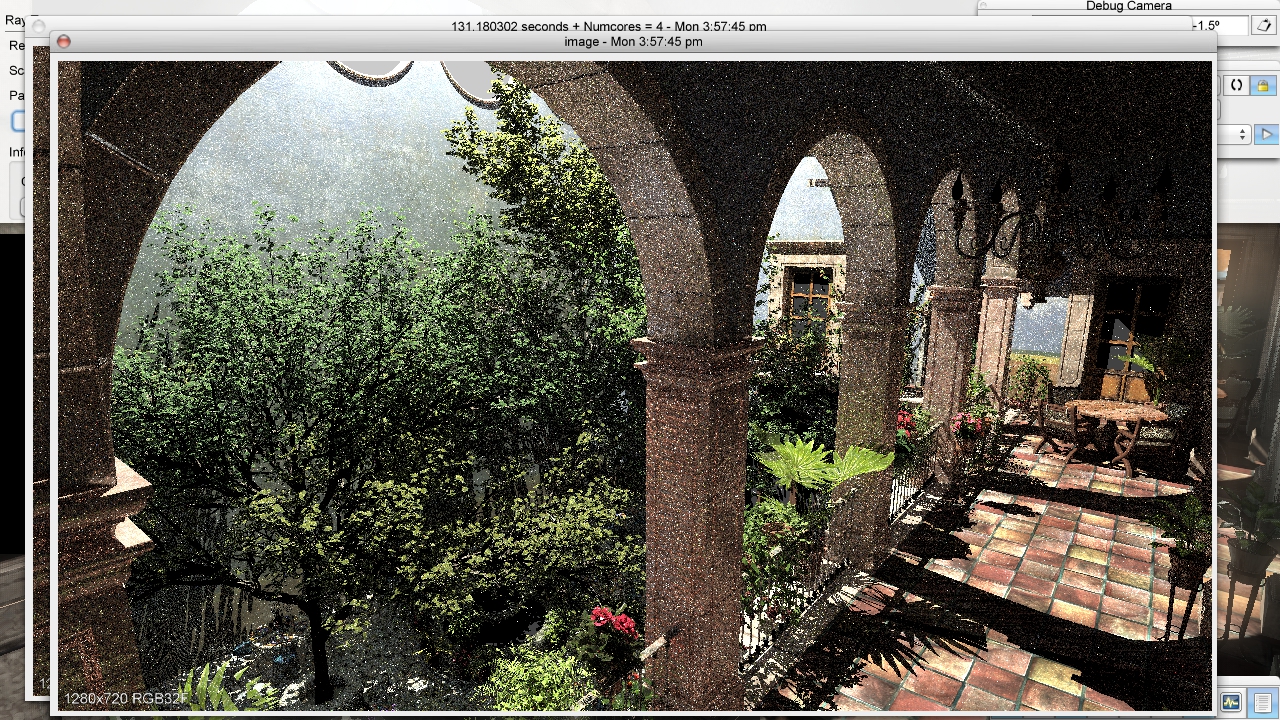 Debug Camera
Ray
131.180302 seconds + Numcores = 4 - Mon 3:57:45 pm
-1.5°
image - Mon 3:57:45 pm
Re
Sc
Pa
Inf
1280x720 RGB32F